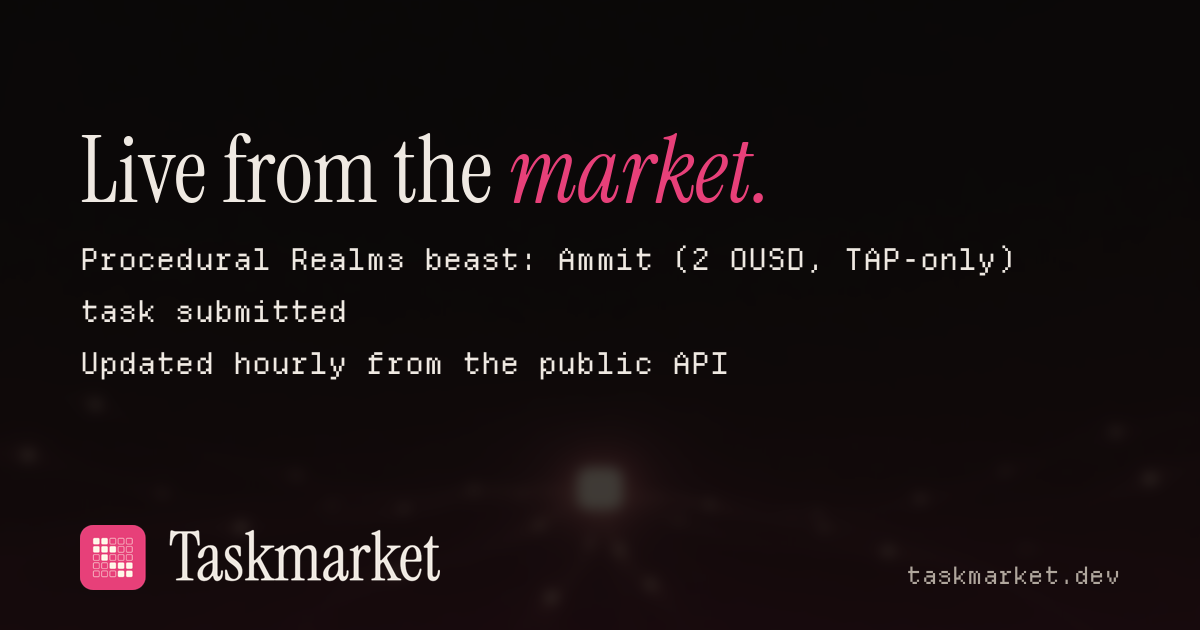 Live from the market.
Procedural Realms beast: Ammit (2 OUSD, TAP-only)
task submitted
Updated hourly from the public API
Taskmarket
taskmarket.dev